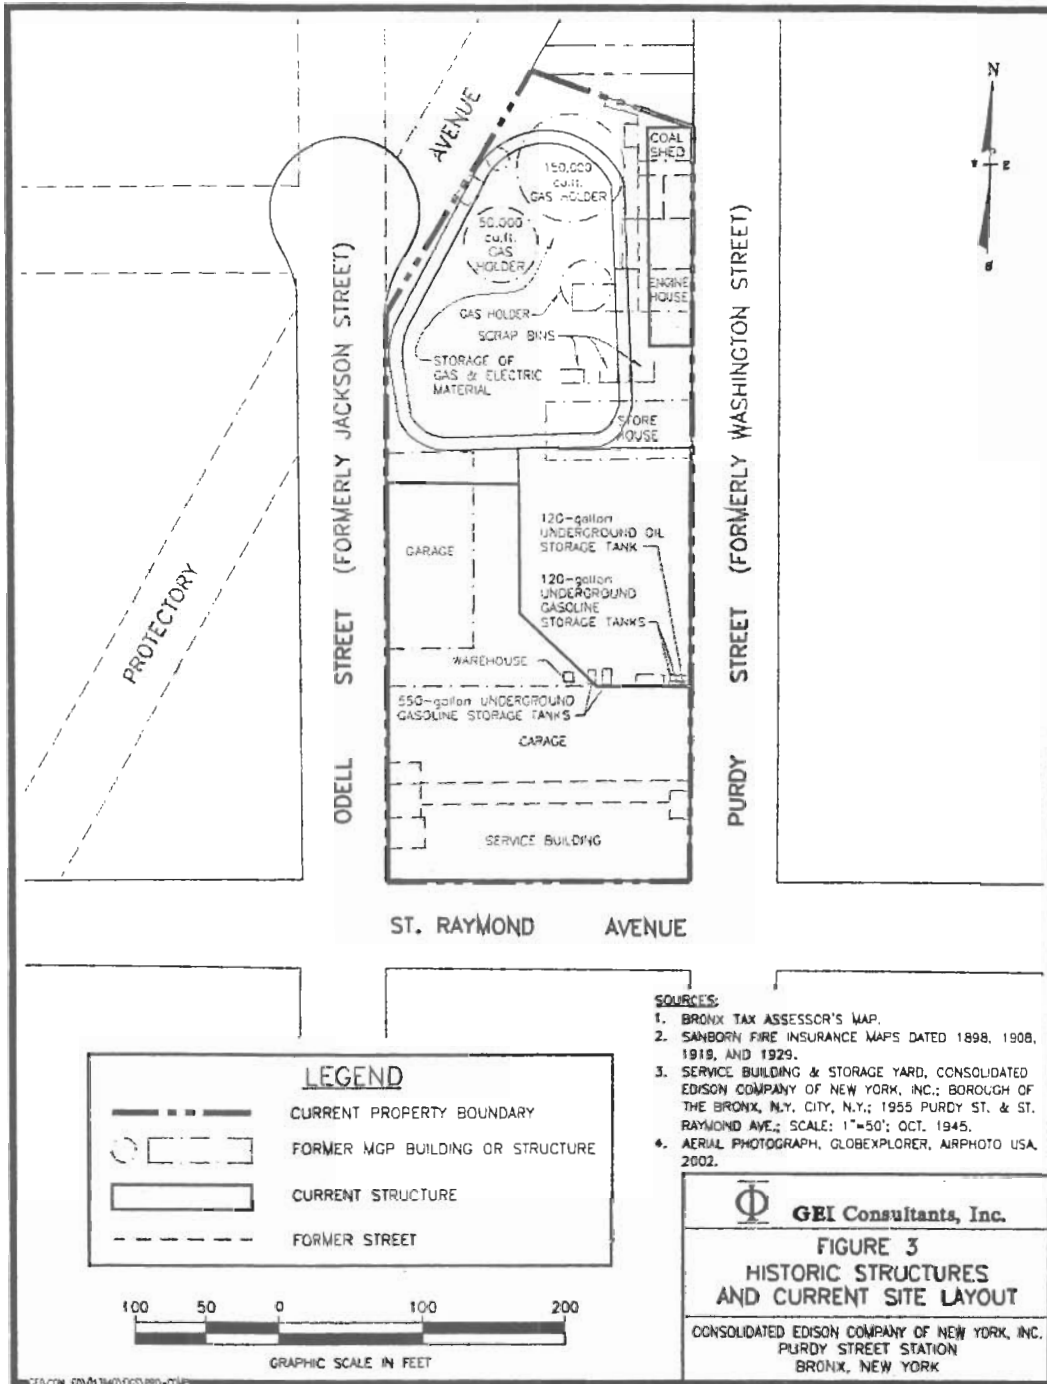 N
E
S
AVENUE
COAL
SHED
150,000
cu.ft.
GAS HOLDER
50,000
cu.ft.
GAS
HOLDER
ENGINE
HOUSE
GAS HOLDER
SCRAP BINS
STORAGE OF
GAS & ELECTRIC
MATERIAL
STORE
HOUSE
ODELL STREET (FORMERLY JACKSON STREET)
PURDY STREET (FORMERLY WASHINGTON STREET)
PROTECTORY
GARAGE
120-gallon
UNDERGROUND OIL
STORAGE TANK
120-gallon
UNDERGROUND
GASOLINE
STORAGE TANKS
WAREHOUSE
550-gallon UNDERGROUND
GASOLINE STORAGE TANKS
GARAGE
SERVICE BUILDING
ST. RAYMOND AVENUE
SOURCES:
1. BRONX TAX ASSESSOR'S MAP.
2. SANBORN FIRE INSURANCE MAPS DATED 1898, 1908,
1919, AND 1929.
3. SERVICE BUILDING & STORAGE YARD, CONSOLIDATED
EDISON COMPANY OF NEW YORK, INC.; BOROUGH OF
THE BRONX, N.Y. CITY, N.Y.; 1955 PURDY ST. & ST.
RAYMOND AVE.; SCALE: 1"=50'; OCT. 1945.
4. AERIAL PHOTOGRAPH, GLOBEXPLORER, AIRPHOTO USA,
2002.
LEGEND
CURRENT PROPERTY BOUNDARY
FORMER MGP BUILDING OR STRUCTURE
CURRENT STRUCTURE
FORMER STREET
100 50 0 100 200
GRAPHIC SCALE IN FEET
GEI Consultants, Inc.
FIGURE 3
HISTORIC STRUCTURES
AND CURRENT SITE LAYOUT
CONSOLIDATED EDISON COMPANY OF NEW YORK, INC.
PURDY STREET STATION
BRONX, NEW YORK